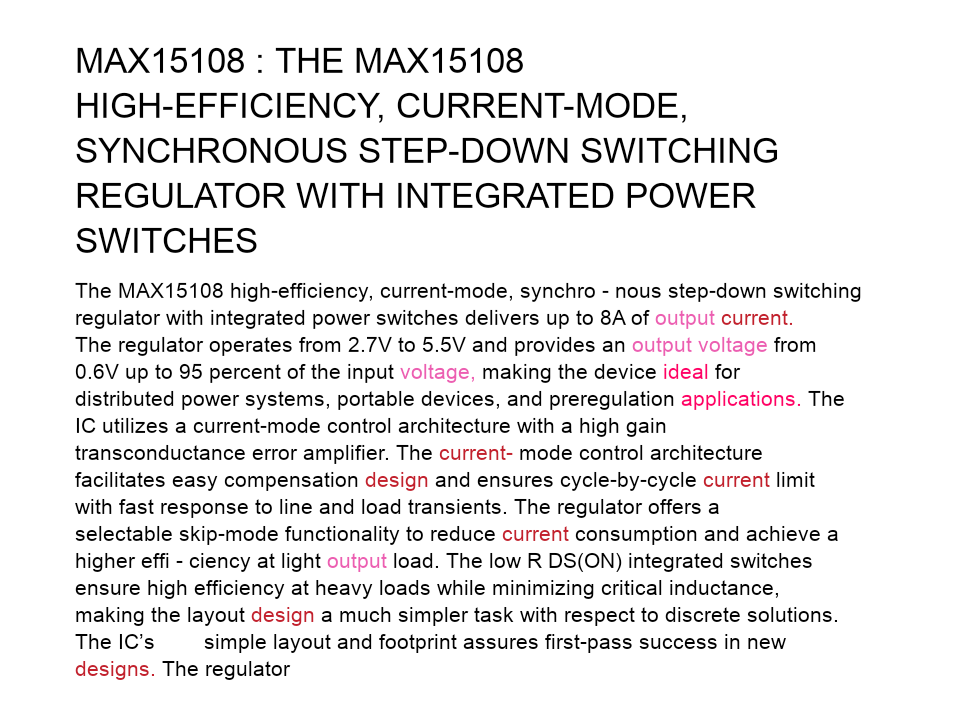 MAX15108 : THE MAX15108
HIGH-EFFICIENCY, CURRENT-MODE,
SYNCHRONOUS STEP-DOWN SWITCHING
REGULATOR WITH INTEGRATED POWER
SWITCHES
The MAX15108 high-efficiency, current-mode, synchro - nous step-down switching
regulator with integrated power switches delivers up to 8A of output current.
The regulator operates from 2.7V to 5.5V and provides an output voltage from
0.6V up to 95 percent of the input voltage, making the device ideal for
distributed power systems, portable devices, and preregulation applications. The
IC utilizes a current-mode control architecture with a high gain
transconductance error amplifier. The current- mode control architecture
facilitates easy compensation design and ensures cycle-by-cycle current limit
with fast response to line and load transients. The regulator offers a
selectable skip-mode functionality to reduce current consumption and achieve a
higher effi - ciency at light output load. The low R DS(ON) integrated switches
ensure high efficiency at heavy loads while minimizing critical inductance,
making the layout design a much simpler task with respect to discrete solutions.
The IC’s simple layout and footprint assures first-pass success in new
designs. The regulator